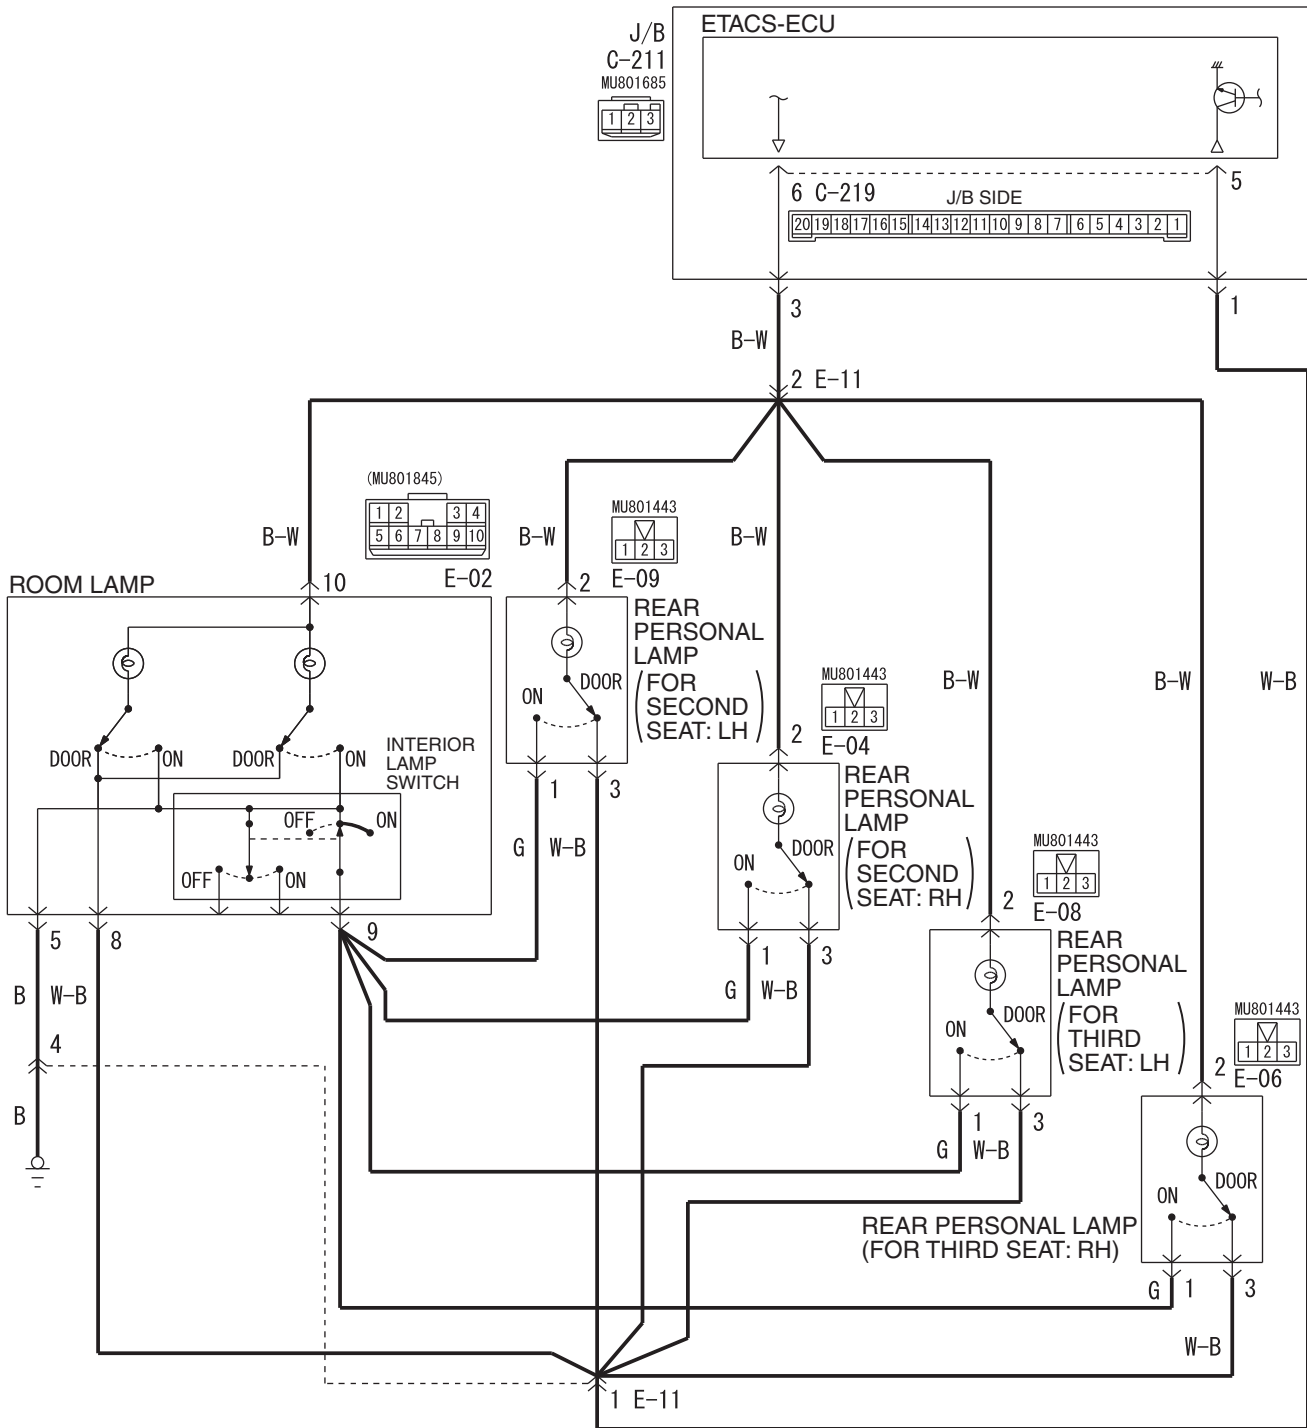 ETACS-ECU
J/B
C-211
MU801685
1 2 3
5
6 C-219
J/B SIDE
20 19 18 17 16 15 14 13 12 11 10 9 8 7 6 5 4 3 2 1
3
1
B-W
2 E-11
(MU801845)
1 2 3 4
5 6 7 8 9 10
E-02
B-W
MU801443
1 2 3
E-09
B-W
B-W
ROOM LAMP
10
2
REAR
PERSONAL
LAMP
(FOR
SECOND
SEAT: LH)
ON
DOOR
MU801443
1 2 3
E-04
B-W
B-W
W-B
DOOR
ON
DOOR
ON
INTERIOR
LAMP
SWITCH
OFF
ON
OFF
ON
1
3
G
W-B
2
REAR
PERSONAL
LAMP
(FOR
SECOND
SEAT: RH)
ON
DOOR
MU801443
1 2 3
E-08
5
8
9
1
3
G
W-B
2
REAR
PERSONAL
LAMP
(FOR
THIRD
SEAT: LH)
ON
DOOR
B
W-B
4
B
MU801443
1 2 3
E-06
2
1
3
G
W-B
ON
DOOR
REAR PERSONAL LAMP
(FOR THIRD SEAT: RH)
G
1
3
W-B
1 E-11